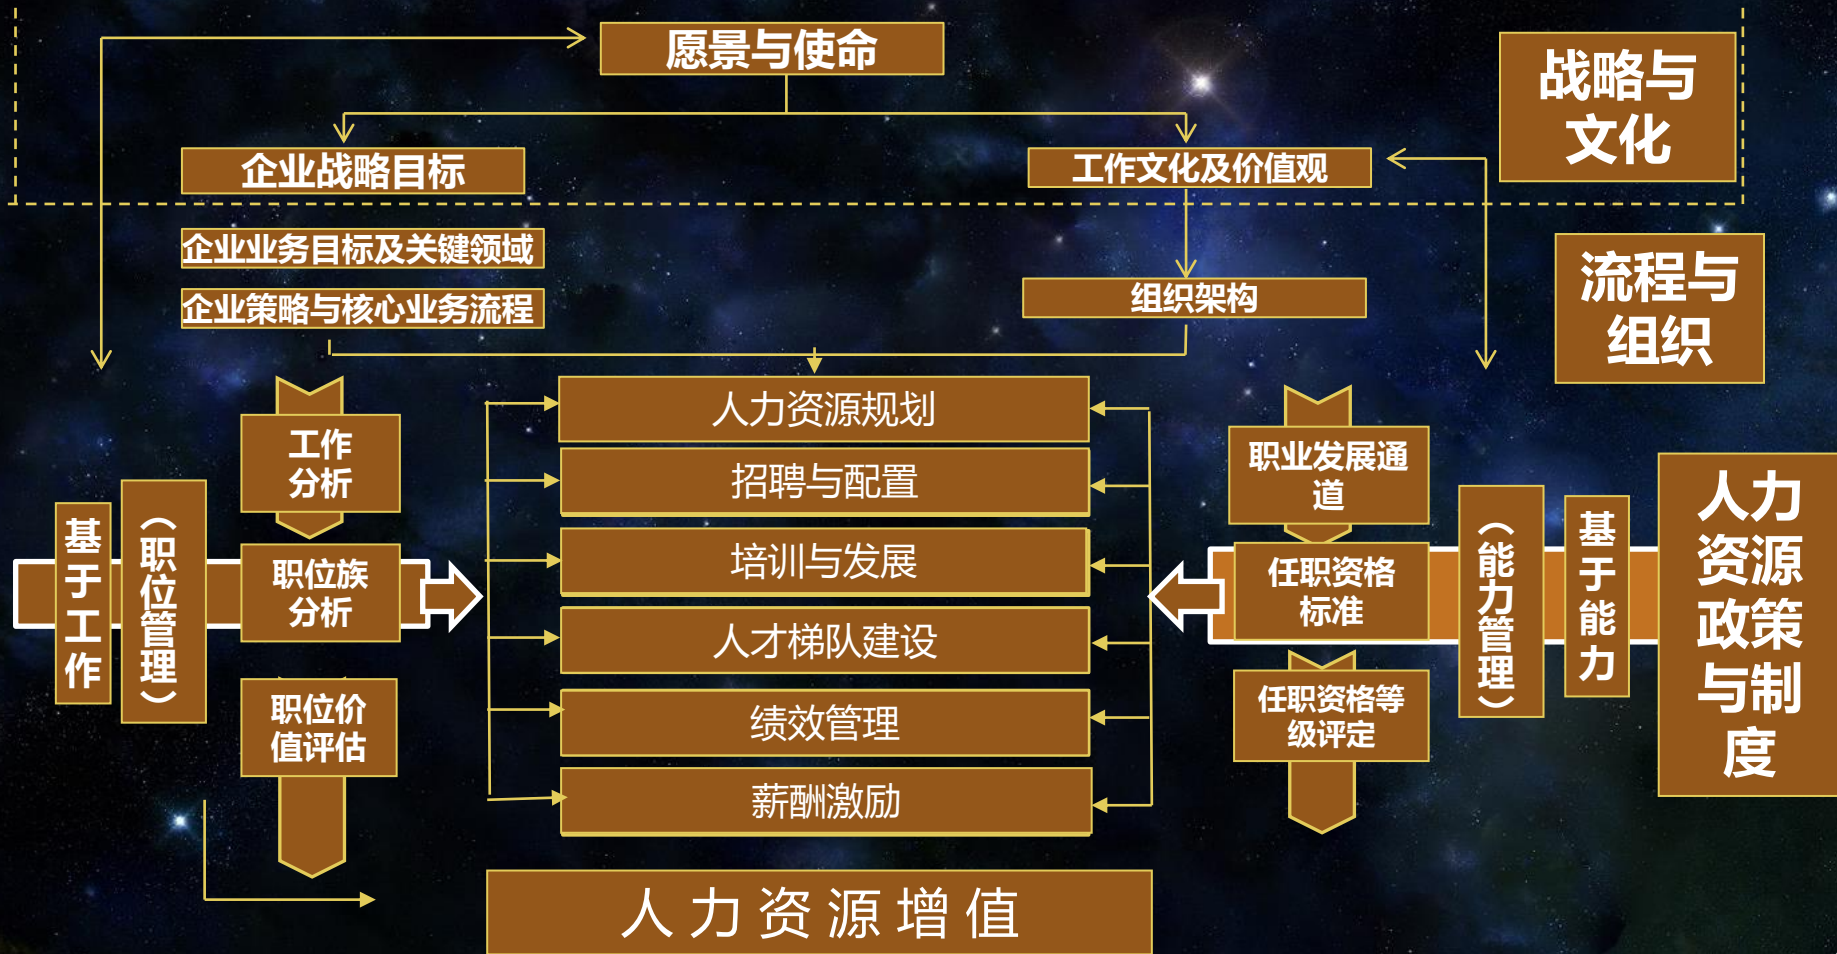 愿景与使命
战略与
文化
企业战略目标
工作文化及价值观
企业业务目标及关键领域
企业策略与核心业务流程
组织架构
流程与
组织
人力资源规划
招聘与配置
培训与发展
人才梯队建设
绩效管理
薪酬激励
工作
分析
职位族
分析
职位价
值评估
基于工作
（职位管理）
职业发展通
道
任职资格
标准
任职资格等
级评定
（能力管理）
基于能力
人力
资源
政策
与制
度
人力资源增值